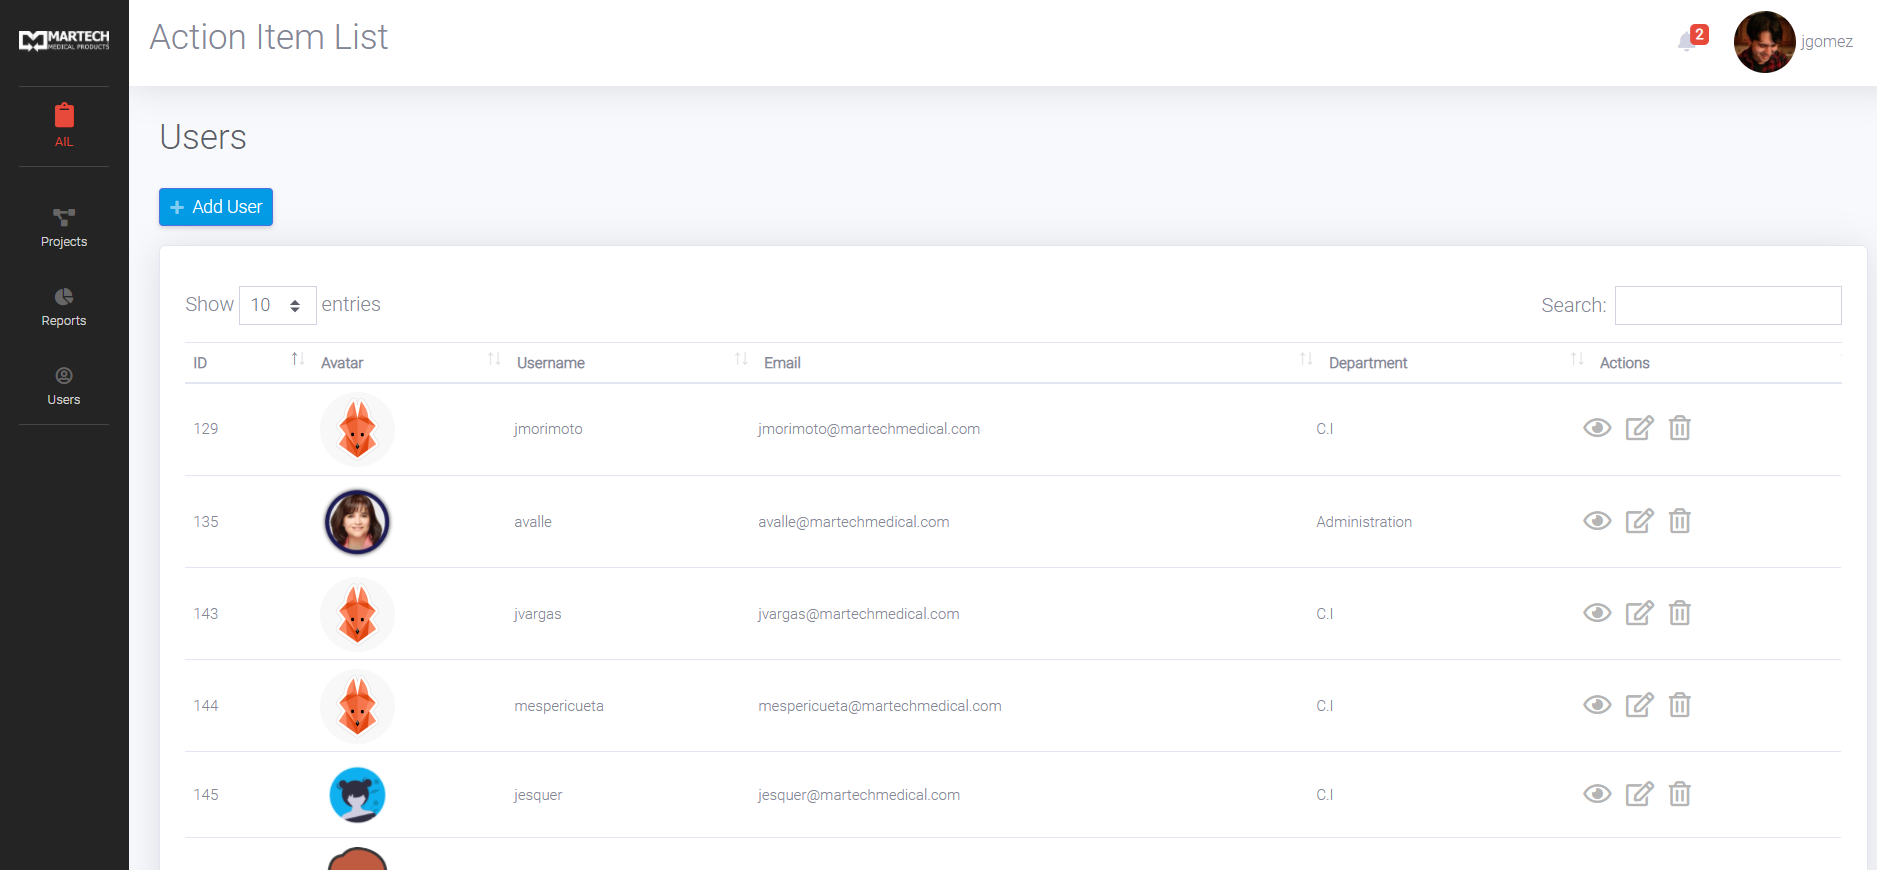 MARTECH
MEDICAL PRODUCTS
Action Item List
2
jgomez
AIL
Projects
Reports
Users
Users
+ Add User
Show 10 entries
Search:
ID Avatar Username Email Department Actions
129 jmorimoto jmorimoto@martechmedical.com C.I
135 avalle avalle@martechmedical.com Administration
143 jvargas jvargas@martechmedical.com C.I
144 mespericueta mespericueta@martechmedical.com C.I
145 jesquer jesquer@martechmedical.com C.I